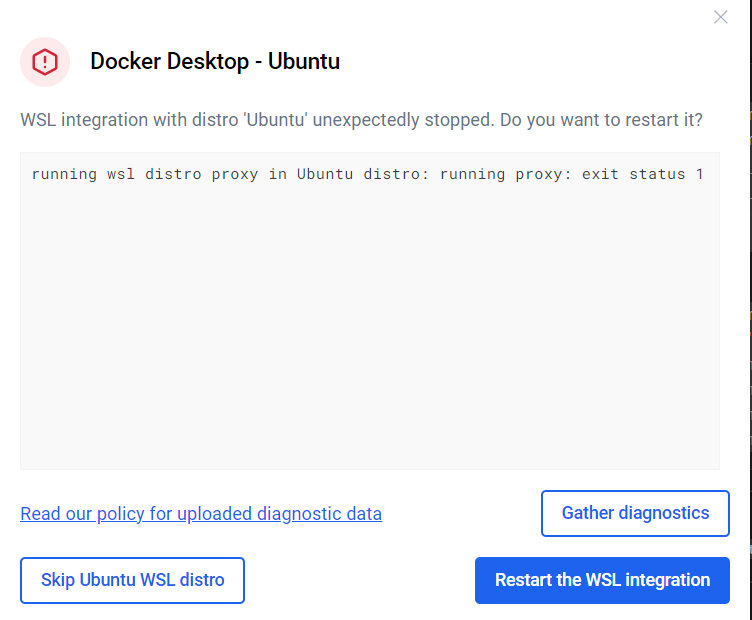 Docker Desktop - Ubuntu
WSL integration with distro 'Ubuntu' unexpectedly stopped. Do you want to restart it?
running wsl distro proxy in Ubuntu distro: running proxy: exit status 1
Read our policy for uploaded diagnostic data
Gather diagnostics
Skip Ubuntu WSL distro
Restart the WSL integration